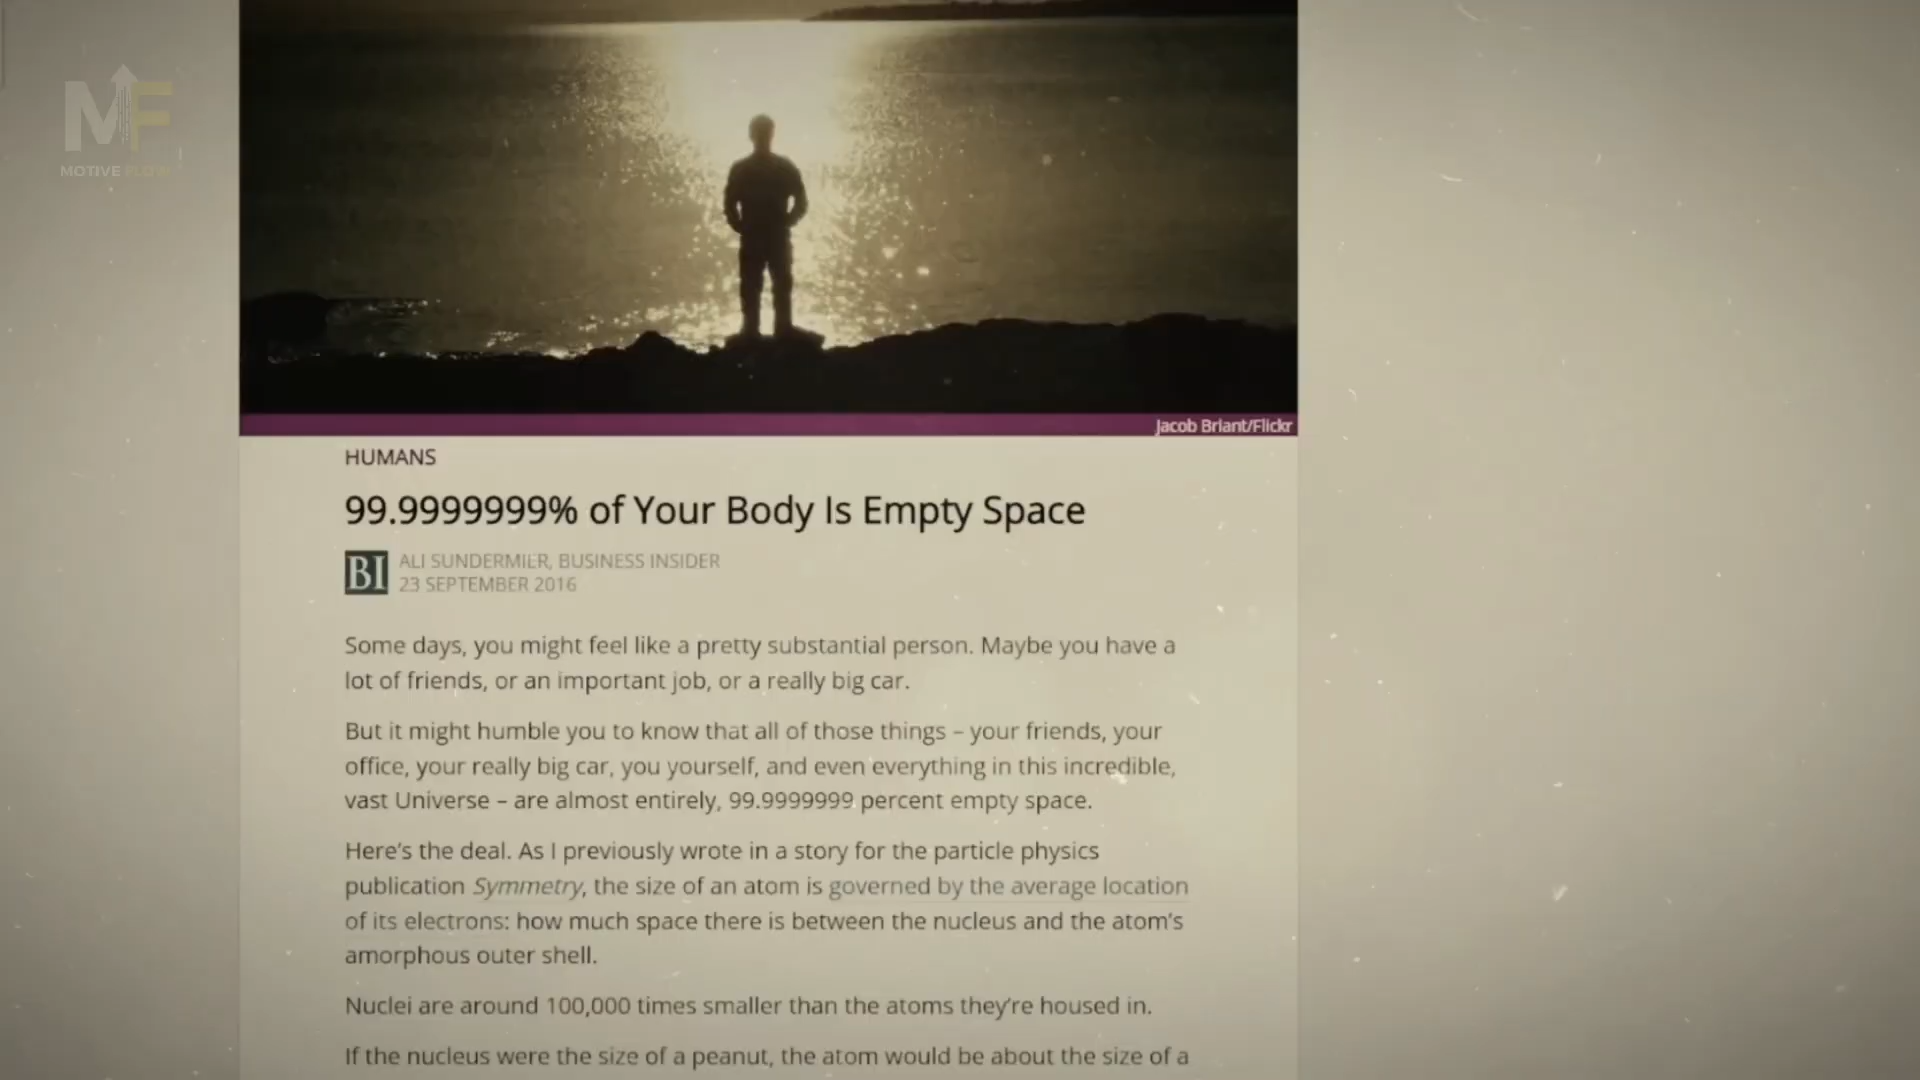 MF
MOTIVE FLOW
Jacob Briant/Flickr
HUMANS
99.9999999% of Your Body Is Empty Space
BI
ALI SUNDERMIER, BUSINESS INSIDER
23 SEPTEMBER 2016
Some days, you might feel like a pretty substantial person. Maybe you have a
lot of friends, or an important job, or a really big car.
But it might humble you to know that all of those things – your friends, your
office, your really big car, you yourself, and even everything in this incredible,
vast Universe – are almost entirely, 99.9999999 percent empty space.
Here’s the deal. As I previously wrote in a story for the particle physics
publication Symmetry, the size of an atom is governed by the average location
of its electrons: how much space there is between the nucleus and the atom’s
amorphous outer shell.
Nuclei are around 100,000 times smaller than the atoms they’re housed in.
If the nucleus were the size of a peanut, the atom would be about the size of a